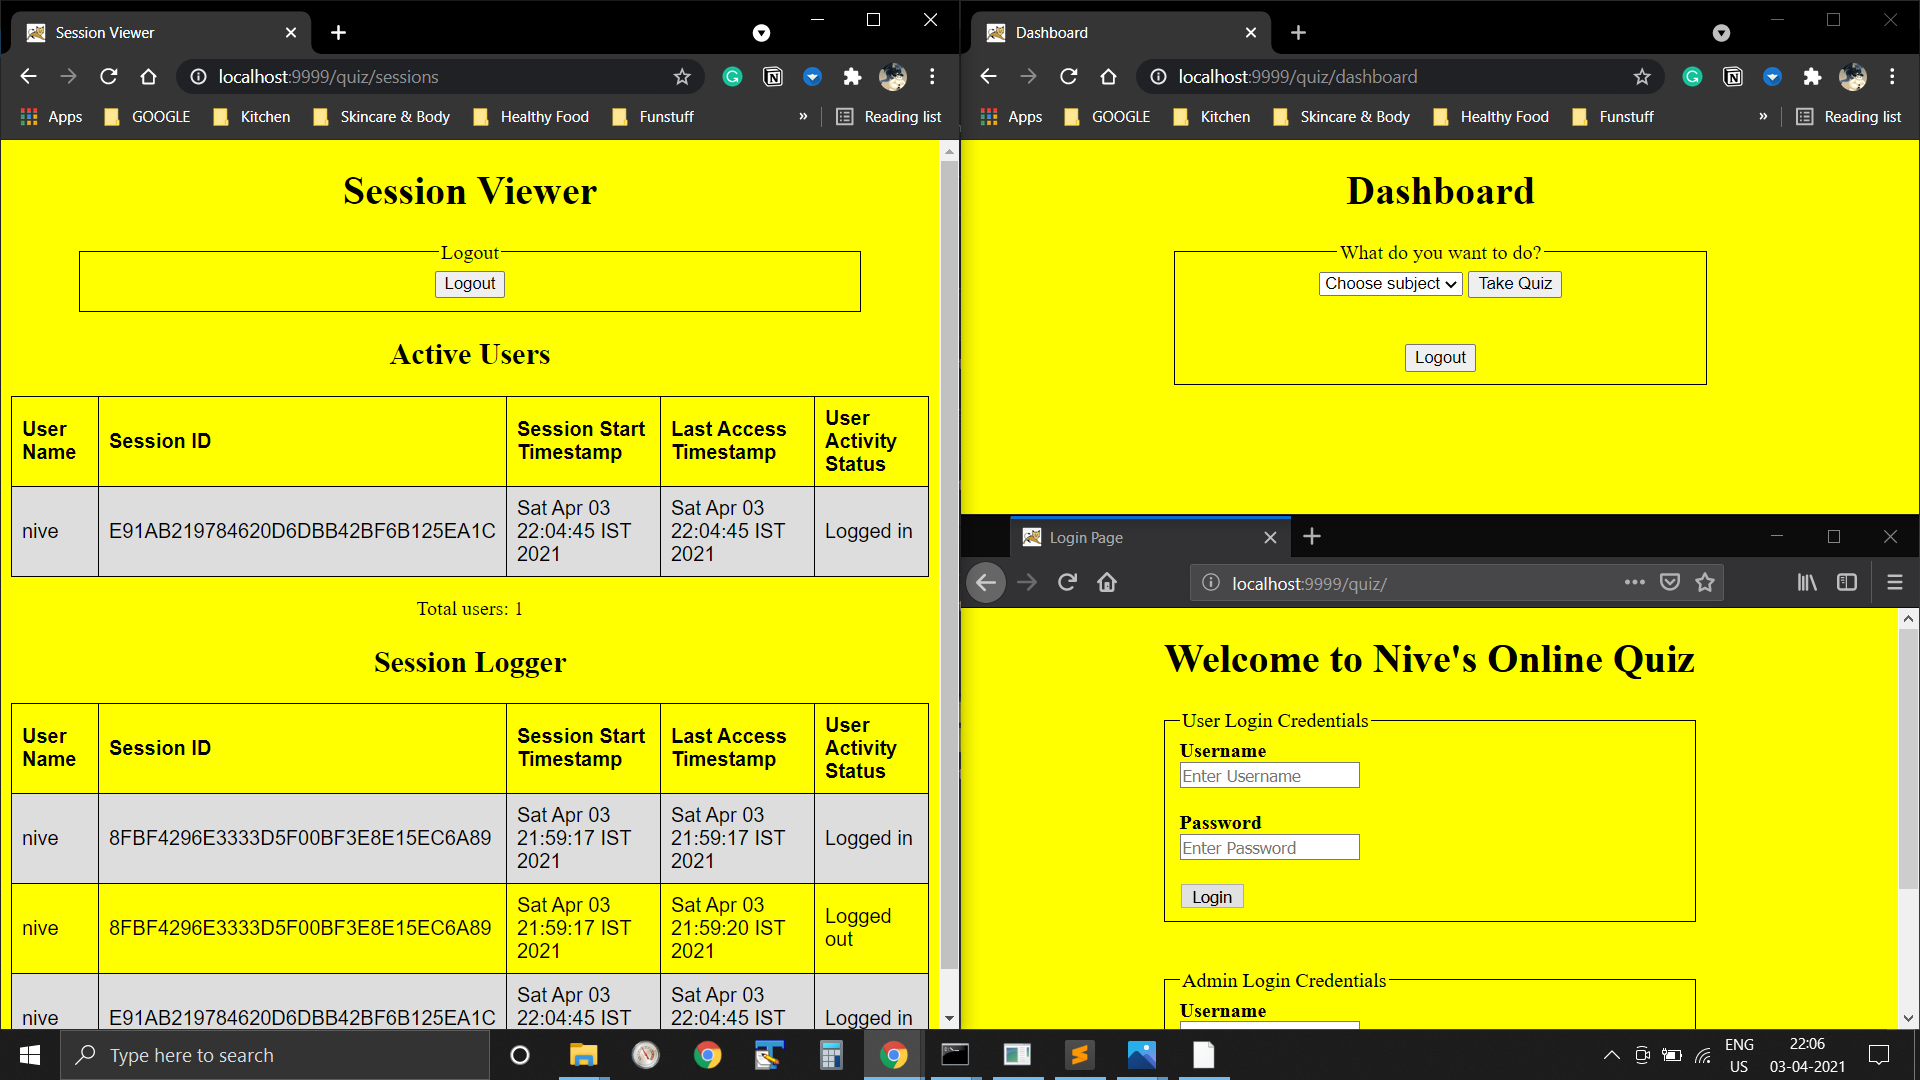 Session Viewer
localhost:9999/quiz/sessions
Apps GOOGLE Kitchen Skincare & Body Healthy Food Funstuff » Reading list
Session Viewer
Logout
Logout
Active Users
User Name Session ID Session Start Timestamp Last Access Timestamp User Activity Status
nive E91AB219784620D6DBB42BF6B125EA1C Sat Apr 03 22:04:45 IST 2021 Sat Apr 03 22:04:45 IST 2021 Logged in
Total users: 1
Session Logger
User Name Session ID Session Start Timestamp Last Access Timestamp User Activity Status
nive 8FBF4296E3333D5F00BF3E8E15EC6A89 Sat Apr 03 21:59:17 IST 2021 Sat Apr 03 21:59:17 IST 2021 Logged in
nive 8FBF4296E3333D5F00BF3E8E15EC6A89 Sat Apr 03 21:59:17 IST 2021 Sat Apr 03 21:59:20 IST 2021 Logged out
nive E91AB219784620D6DBB42BF6B125EA1C Sat Apr 03 22:04:45 IST Sat Apr 03 22:04:45 IST Logged in
Dashboard
localhost:9999/quiz/dashboard
Apps GOOGLE Kitchen Skincare & Body Healthy Food Funstuff » Reading list
Dashboard
What do you want to do?
Choose subject Take Quiz
Logout
Login Page
localhost:9999/quiz/
Welcome to Nive's Online Quiz
User Login Credentials
Username
Enter Username
Password
Enter Password
Login
Admin Login Credentials
Username
Type here to search
ENG
US
22:06
03-04-2021